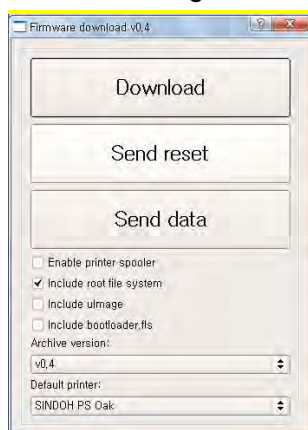 Firmware download v0,4
Download
Send reset
Send data
Enable printer spooler
Include root file system
Include uImage
Include bootloader,fls
Archive version:
v0,4
Default printer:
SINDOH PS Oak